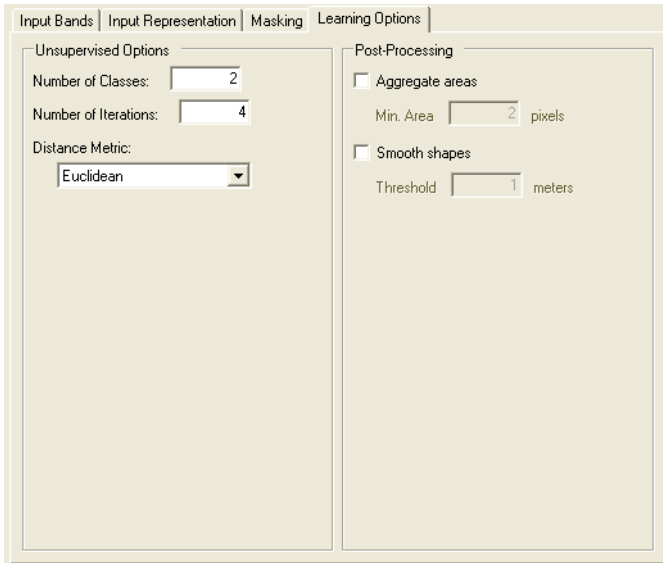 Input Bands Input Representation Masking Learning Options
Unsupervised Options
Number of Classes: 2
Number of Iterations: 4
Distance Metric:
Euclidean
Post-Processing
Aggregate areas
Min. Area 2 pixels
Smooth shapes
Threshold 1 meters